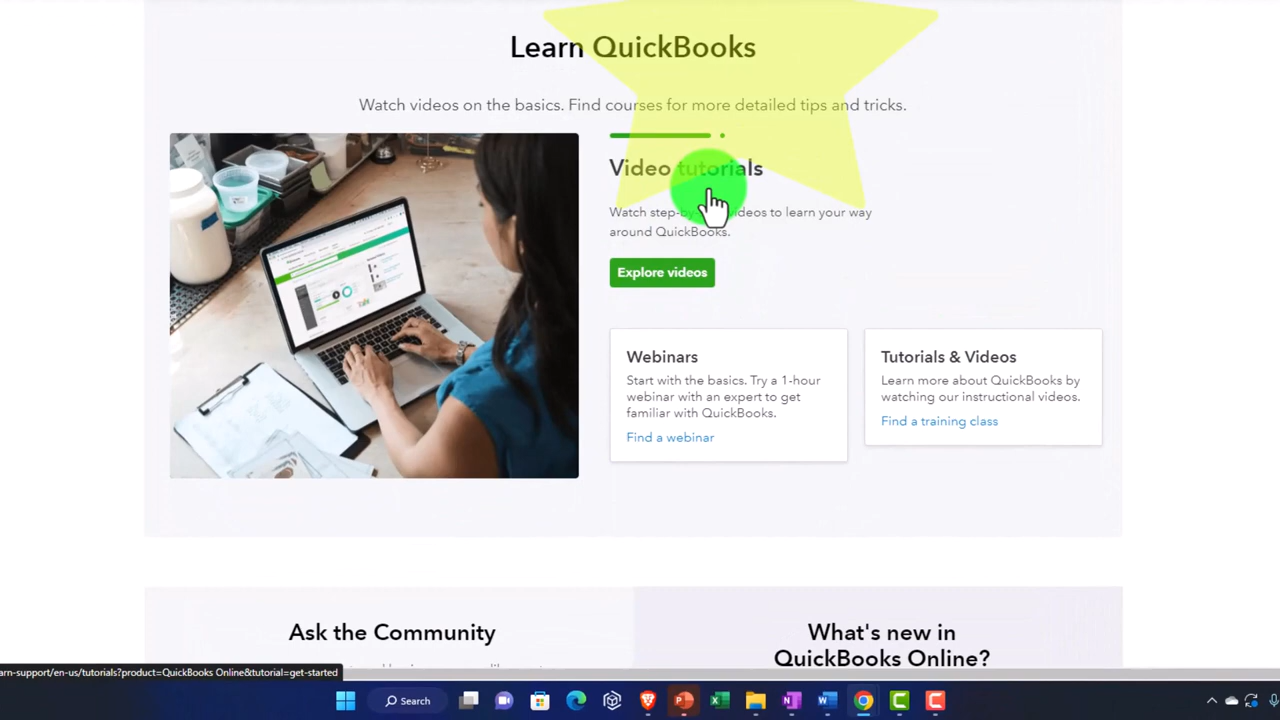 Learn QuickBooks
Watch videos on the basics. Find courses for more detailed tips and tricks.
Video tutorials
Watch step-by videos to learn your way
around QuickBooks.
Explore videos
Webinars
Start with the basics. Try a 1-hour
webinar with an expert to get
familiar with QuickBooks.
Find a webinar
Tutorials & Videos
Learn more about QuickBooks by
watching our instructional videos.
Find a training class
Ask the Community
What's new in
QuickBooks Online?
arn-support/en-us/tutorials?product=QuickBooks Online&tutorial=get-started
Search